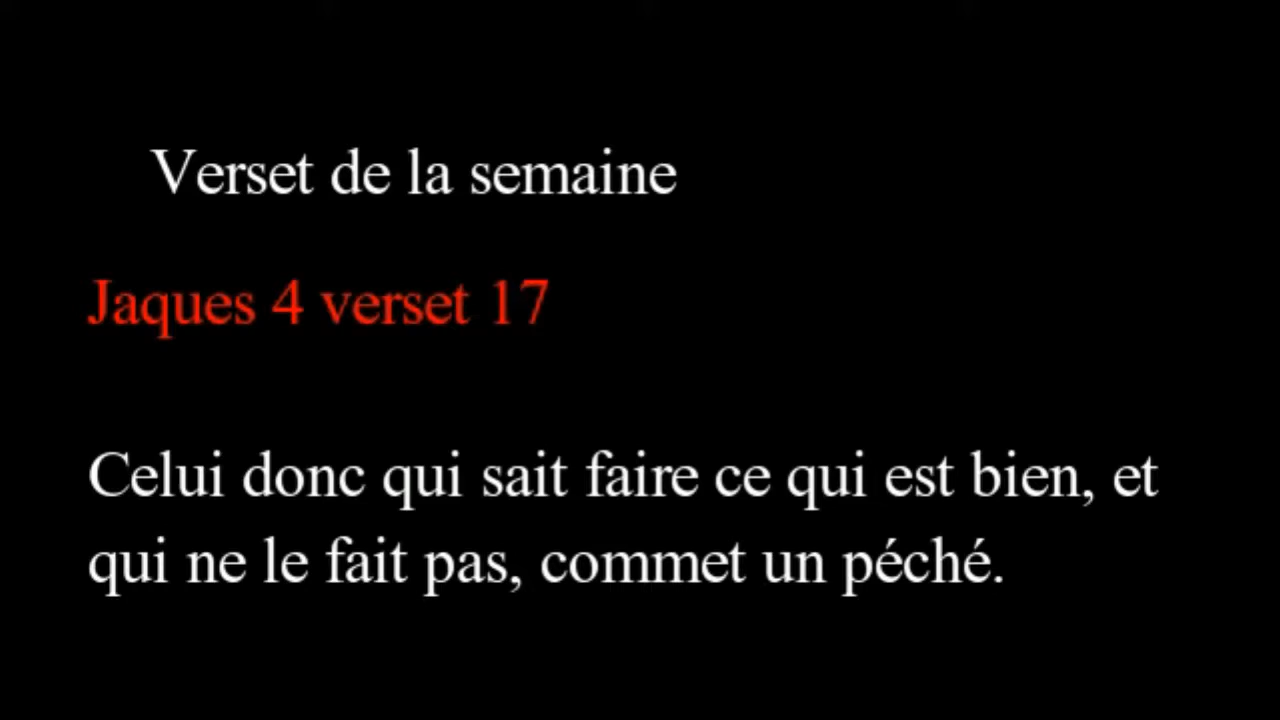 Verset de la semaine
Jaques 4 verset 17
Celui donc qui sait faire ce qui est bien, et
qui ne le fait pas, commet un péché.